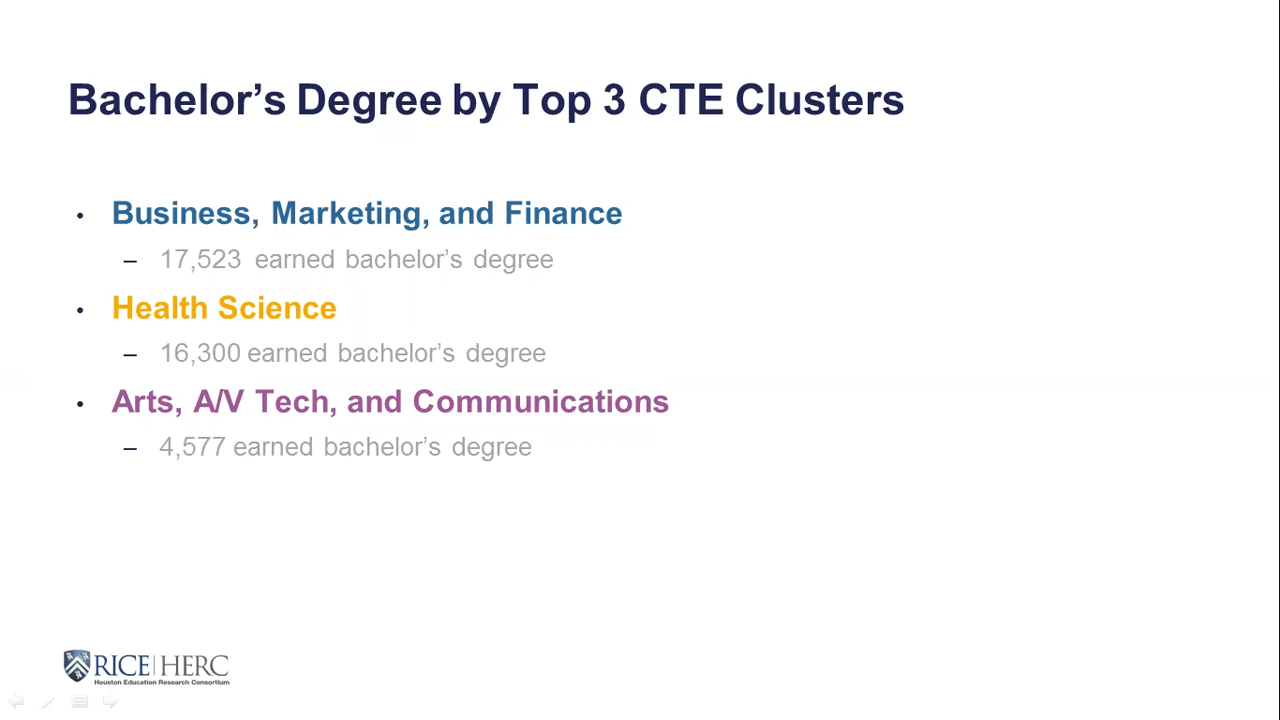 Bachelor’s Degree by Top 3 CTE Clusters
• Business, Marketing, and Finance
– 17,523 earned bachelor’s degree
• Health Science
– 16,300 earned bachelor’s degree
• Arts, A/V Tech, and Communications
– 4,577 earned bachelor’s degree
RICE | HERC
Houston Education Research Consortium